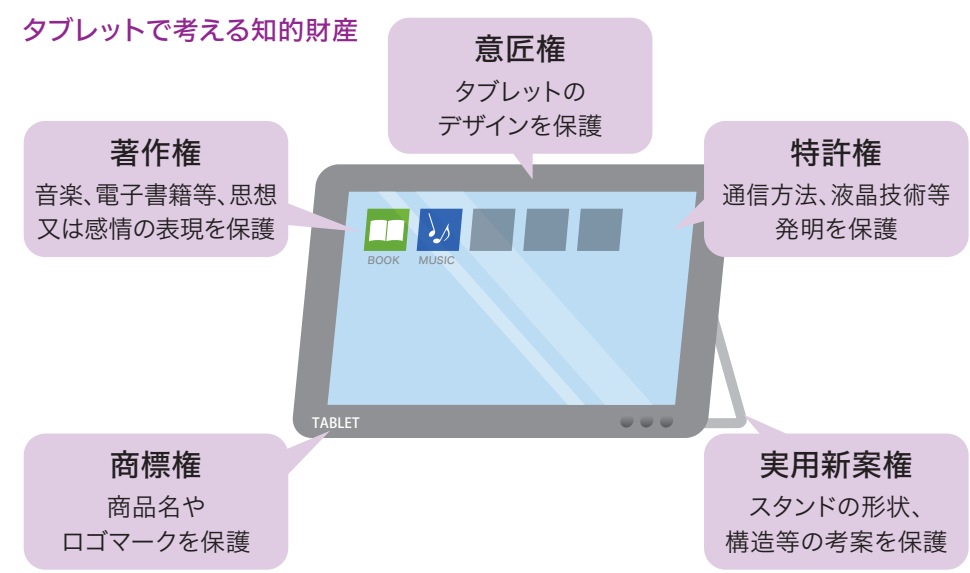 タブレットで考える知的財産
意匠権
タブレットの
デザインを保護
著作権
音楽、電子書籍等、思想
又は感情の表現を保護
特許権
通信方法、液晶技術等
発明を保護
BOOK MUSIC
TABLET
商標権
商品名や
ロゴマークを保護
実用新案権
スタンドの形状、
構造等の考案を保護